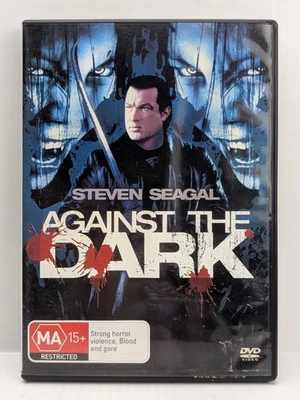 STEVEN SEAGAL
AGAINST THE
DARK
MA 15+
Strong horror
violence, Blood
and gore
RESTRICTED
DVD
VIDEO